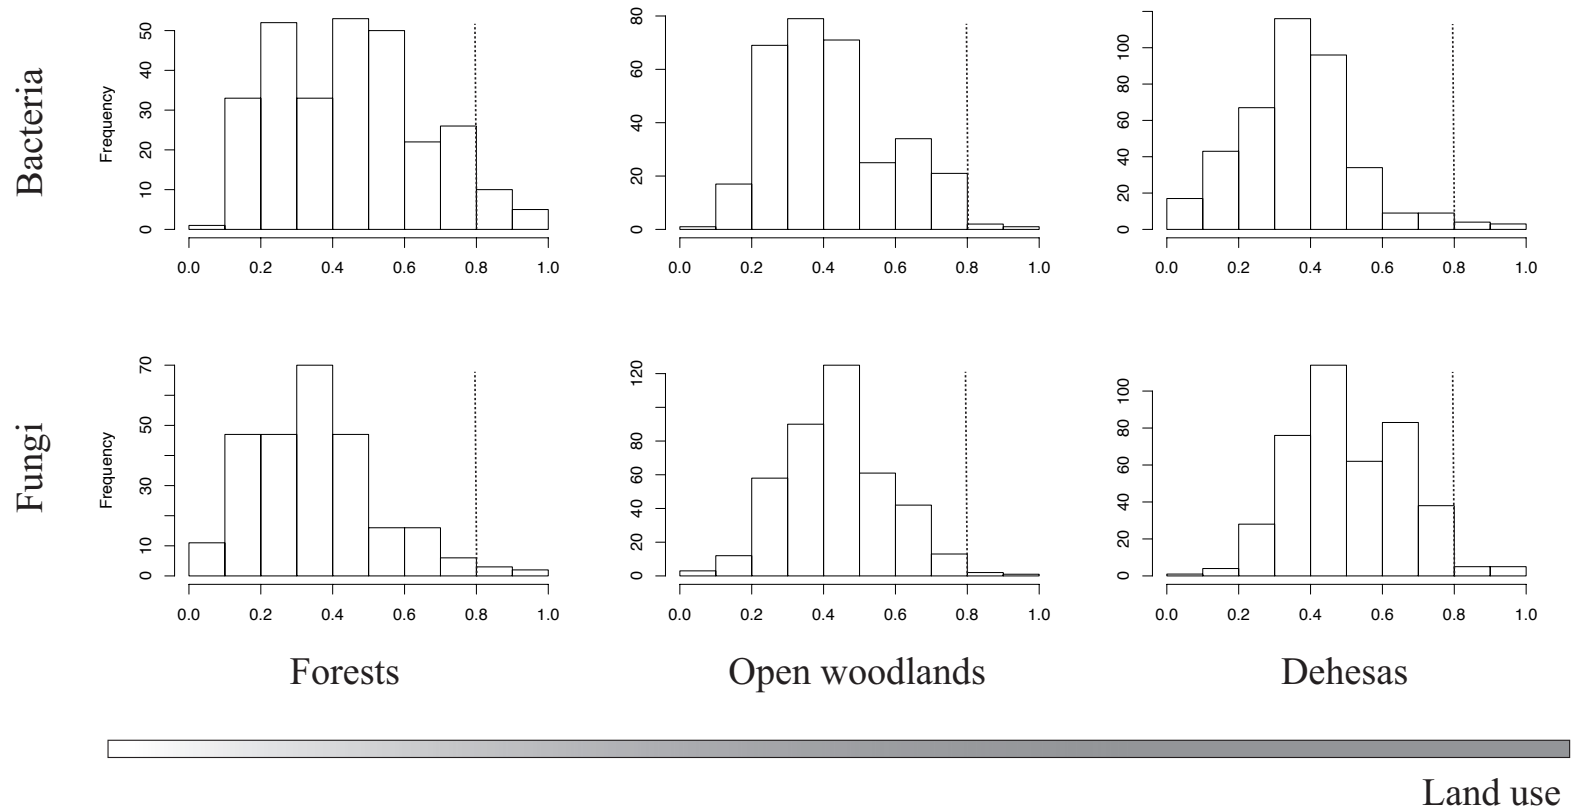 Bacteria
Frequency
0 10 20 30 40 50
0.0 0.2 0.4 0.6 0.8 1.0
0 20 40 60 80
0.0 0.2 0.4 0.6 0.8 1.0
0 20 40 60 80 100
0.0 0.2 0.4 0.6 0.8 1.0
Fungi
Frequency
0 10 30 50 70
0.0 0.2 0.4 0.6 0.8 1.0
0 20 40 60 80 120
0.0 0.2 0.4 0.6 0.8 1.0
0 20 40 60 80 100
0.0 0.2 0.4 0.6 0.8 1.0
Forests
Open woodlands
Dehesas
Land use